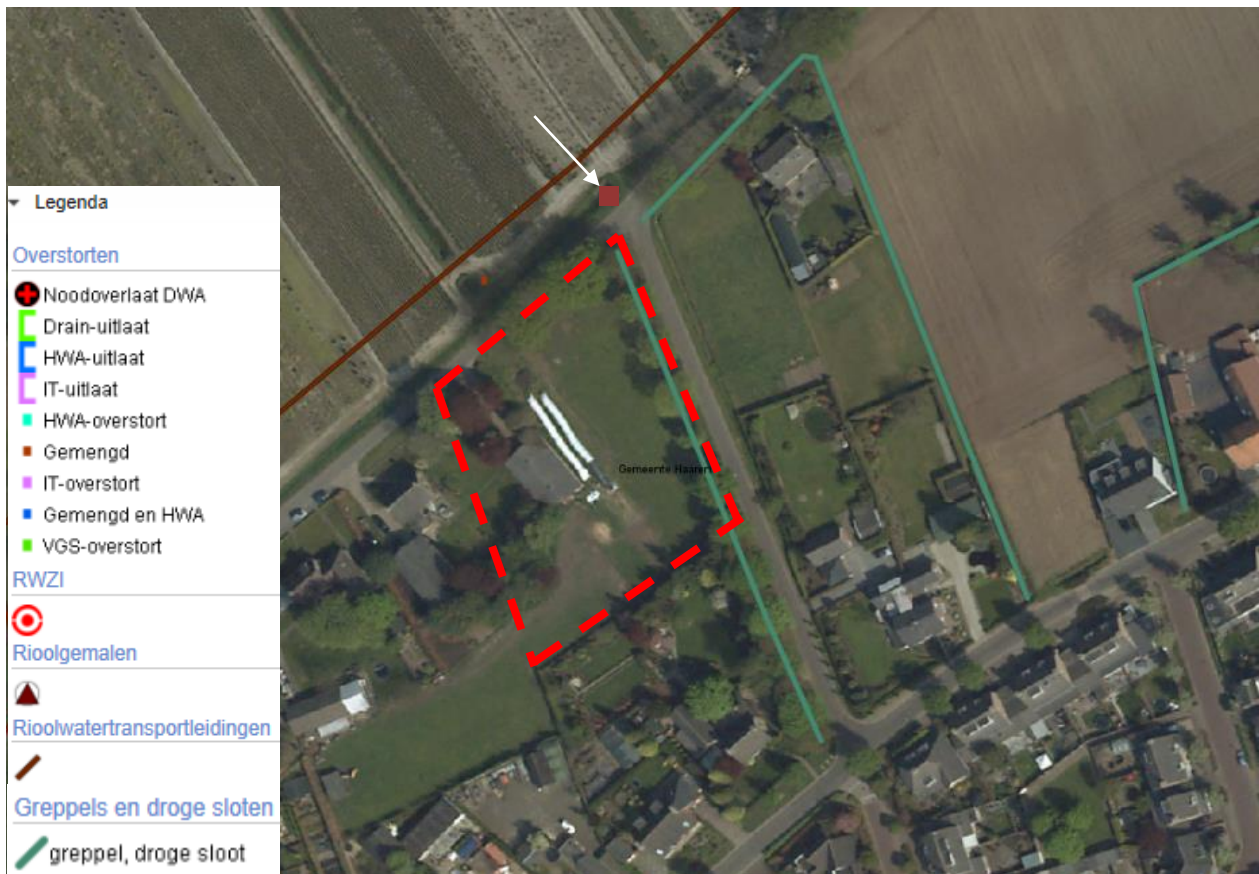 Legenda
Overstorten
Noodoverlaat DWA
Drain-uitlaat
HWA-uitlaat
IT-uitlaat
HWA-overstort
Gemengd
IT-overstort
Gemengd en HWA
VGS-overstort
RWZI
Rioolgemalen
Rioolwatertransportleidingen
Greppels en droge sloten
greppel, droge sloot
Gemeente Haaren